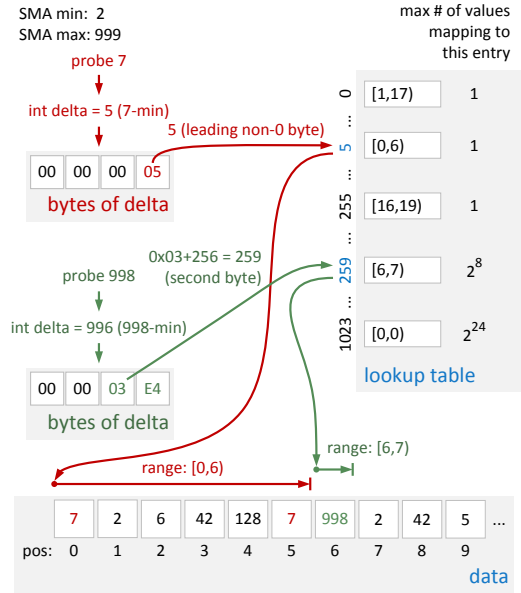 SMA min: 2
SMA max: 999
max # of values
mapping to
this entry
probe 7
int delta = 5 (7-min)
5 (leading non-0 byte)
00 00 00 05
bytes of delta
0 [1,17) 1
...
5 [0,6) 1
...
255 [16,19) 1
...
259 [6,7) 2^8
...
1023 [0,0) 2^24
lookup table
0x03+256 = 259
(second byte)
probe 998
int delta = 996 (998-min)
00 00 03 E4
bytes of delta
range: [0,6)
range: [6,7)
7 2 6 42 128 7 998 2 42 5 ...
pos: 0 1 2 3 4 5 6 7 8 9
data